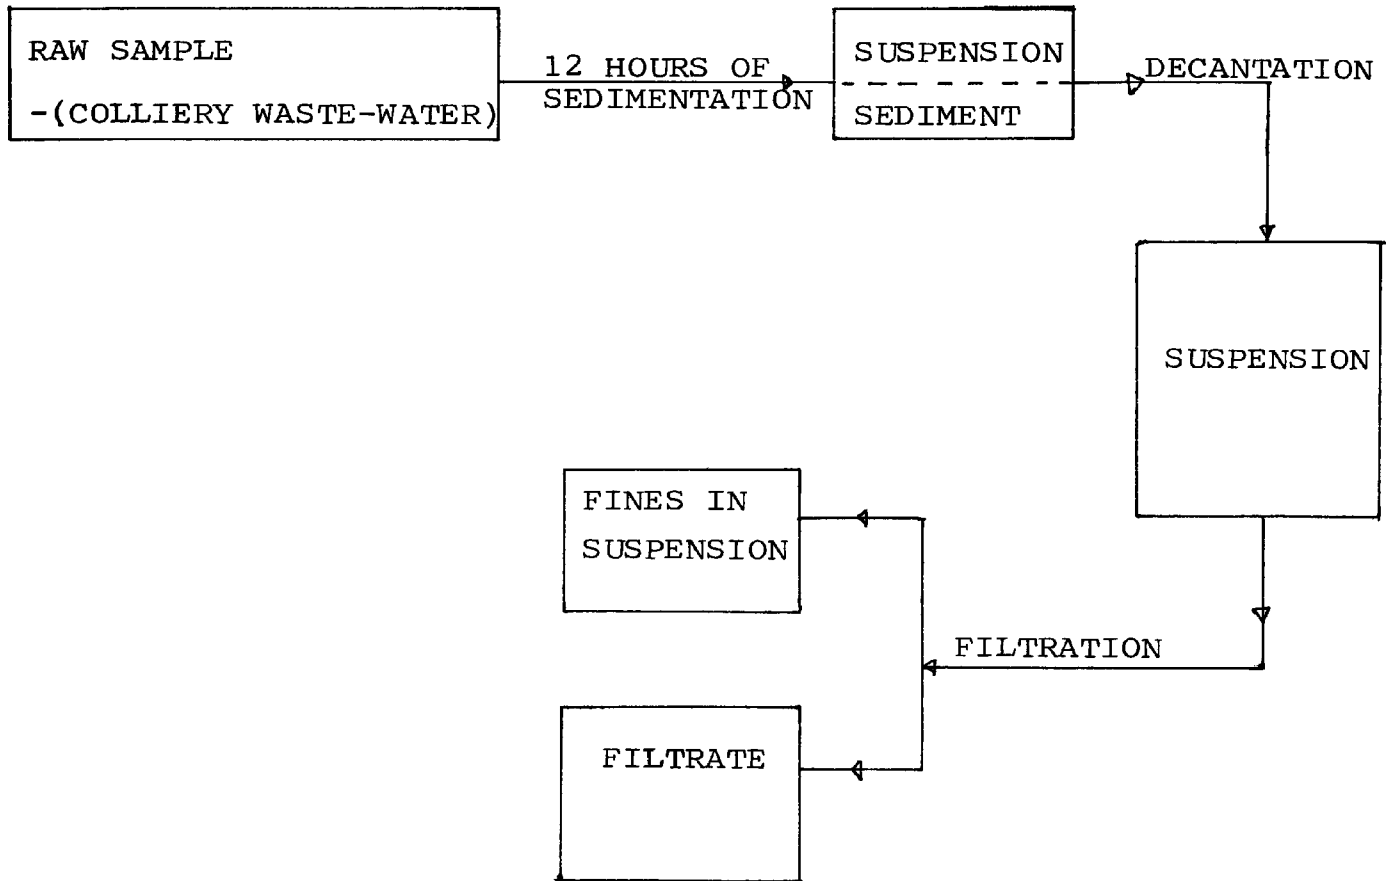 RAW SAMPLE
-(COLLIERY WASTE-WATER)
12 HOURS OF
SEDIMENTATION
SUSPENSION
SEDIMENT
DECANTATION
SUSPENSION
FILTRATION
FINES IN
SUSPENSION
FILTRATE